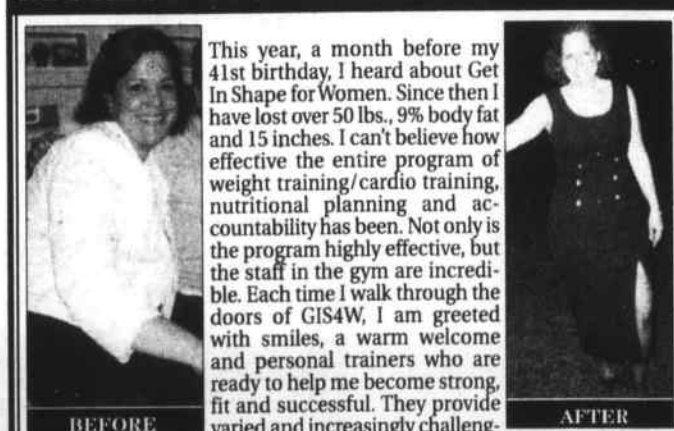 This year, a month before my
41st birthday, I heard about Get
In Shape for Women. Since then I
have lost over 50 lbs., 9% body fat
and 15 inches. I can't believe how
effective the entire program of
weight training/cardio training,
nutritional planning and ac-
countability has been. Not only is
the program highly effective, but
the staff in the gym are incredi-
ble. Each time I walk through the
doors of GIS4W, I am greeted
with smiles, a warm welcome
and personal trainers who are
ready to help me become strong,
fit and successful. They provide
varied and increasingly challeng-
BEFORE
AFTER